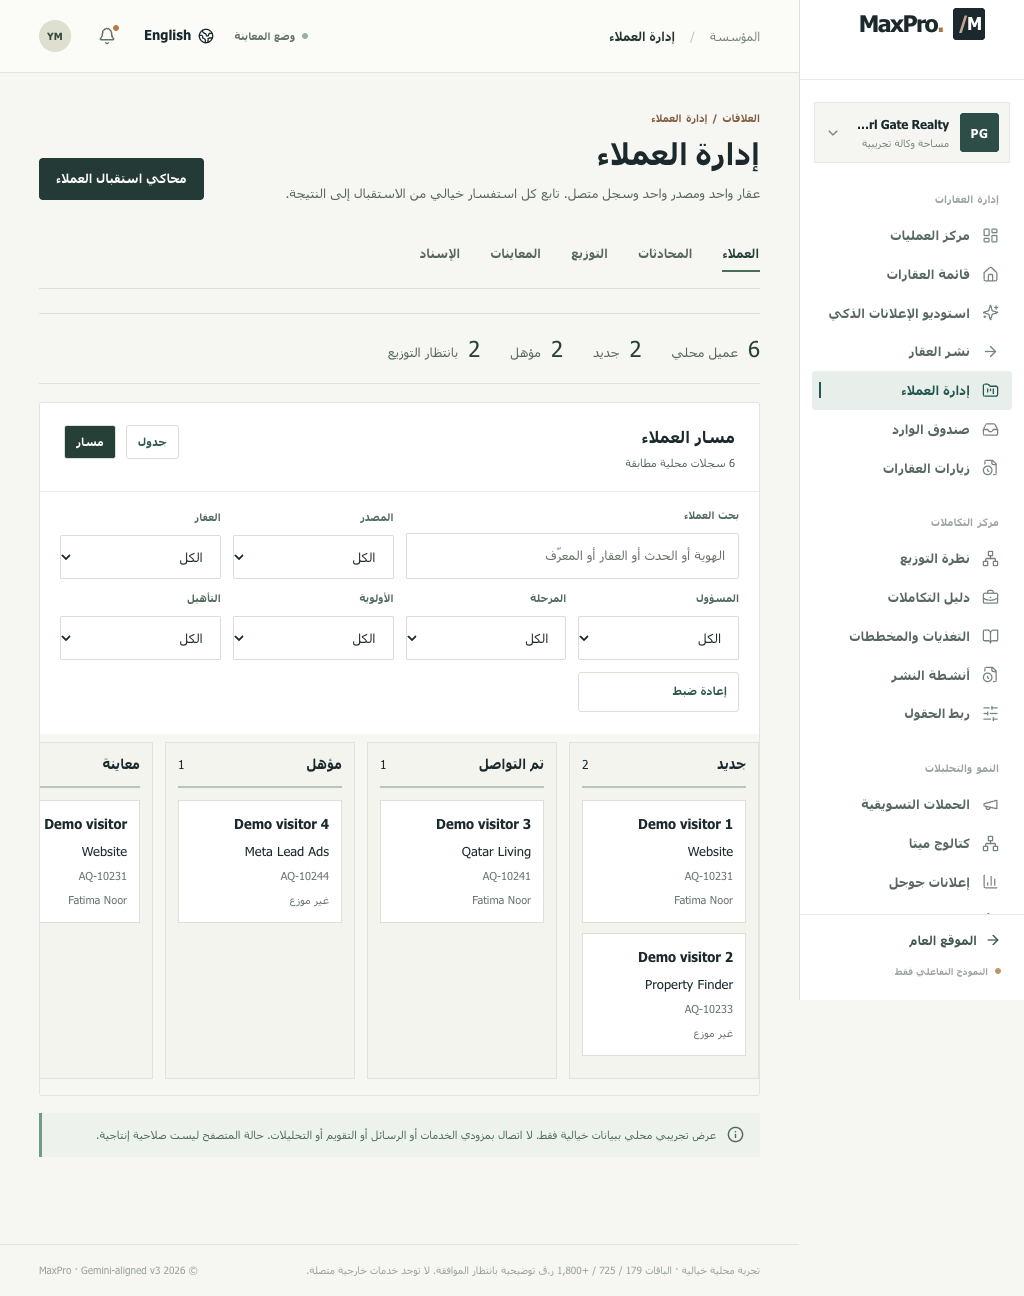 MaxPro. /M
PG
...rl Gate Realty
مساحة وكالة تجريبية
إدارة العقارات
مركز العمليات
قائمة العقارات
استوديو الإعلانات الذكي
نشر العقار
إدارة العملاء
صندوق الوارد
زيارات العقارات
مركز التكاملات
نظرة التوزيع
دليل التكاملات
التغذيات والمخططات
أنشطة النشر
ربط الحقول
النمو والتحليلات
الحملات التسويقية
كتالوج ميتا
إعلانات جوجل
الموقع العام
النموذج التفاعلي فقط
المؤسسة / إدارة العملاء
وضع المعاينة
English
YM
العلاقات / إدارة العملاء
إدارة العملاء
عقار واحد ومصدر واحد وسجل متصل. تابع كل استفسار خيالي من الاستقبال إلى النتيجة.
محاكي استقبال العملاء
العملاء المحادثات التوزيع المعاينات الإسناد
6 عميل محلي 2 جديد 2 مؤهل 2 بانتظار التوزيع
مسار العملاء
6 سجلات محلية مطابقة
جدول مسار
بحث العملاء المصدر العقار
الهوية أو الحدث أو العقار أو المعرّف الكل الكل
المسؤول المرحلة الأولوية التأهيل
الكل الكل الكل الكل
إعادة ضبط
جديد 2
Demo visitor 1
Website
AQ-10231
Fatima Noor
Demo visitor 2
Property Finder
AQ-10233
غير موزع
تم التواصل 1
Demo visitor 3
Qatar Living
AQ-10241
Fatima Noor
مؤهل 1
Demo visitor 4
Meta Lead Ads
AQ-10244
غير موزع
معاينة
Demo visitor
Website
AQ-10231
Fatima Noor
عرض تجريبي محلي ببيانات خيالية فقط. لا اتصال بمزودي الخدمات أو الرسائل أو التقويم أو التحليلات. حالة المتصفح ليست صلاحية إنتاجية.
تجربة محلية خيالية · الباقات 179 / 725 / +1,800 ر.ق توضيحية بانتظار الموافقة. لا توجد خدمات خارجية متصلة.
MaxPro · Gemini-aligned v3 2026 ©